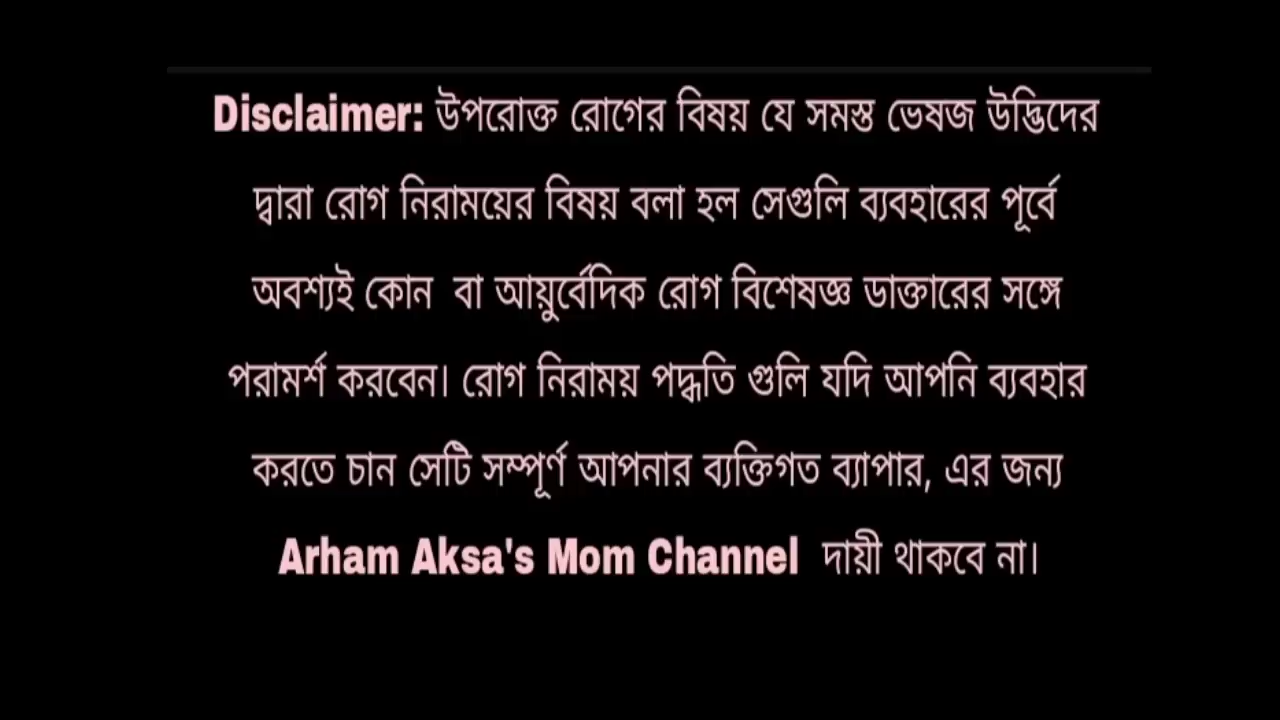 Disclaimer: উপরোক্ত রোগের বিষয় যে সমস্ত ভেষজ উদ্ভিদের
দ্বারা রোগ নিরাময়ের বিষয় বলা হল সেগুলি ব্যবহারের পূর্বে
অবশ্যই কোন বা আয়ুর্বেদিক রোগ বিশেষজ্ঞ ডাক্তারের সঙ্গে
পরামর্শ করবেন। রোগ নিরাময় পদ্ধতি গুলি যদি আপনি ব্যবহার
করতে চান সেটি সম্পূর্ণ আপনার ব্যক্তিগত ব্যাপার, এর জন্য
Arham Aksa's Mom Channel দায়ী থাকবে না।